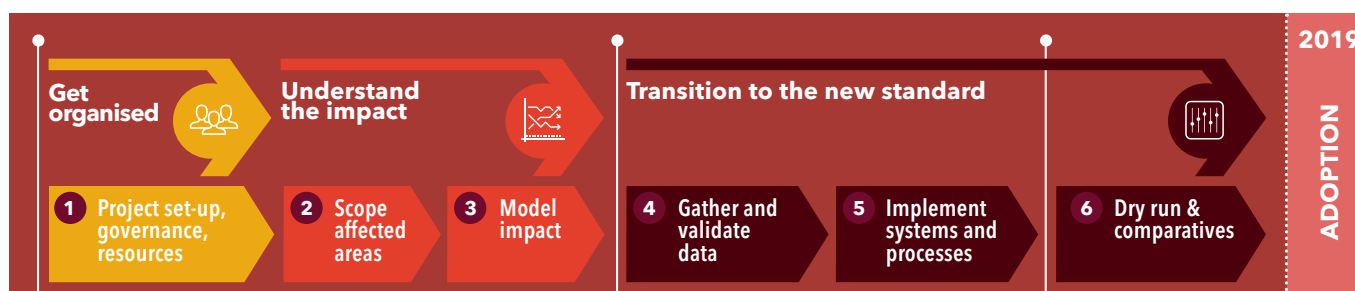 Get
organised
Understand
the impact
Transition to the new standard
2019
ADOPTION
1 Project set-up,
governance,
resources
2 Scope
affected
areas
3 Model
impact
4 Gather and
validate
data
5 Implement
systems and
processes
6 Dry run &
comparatives